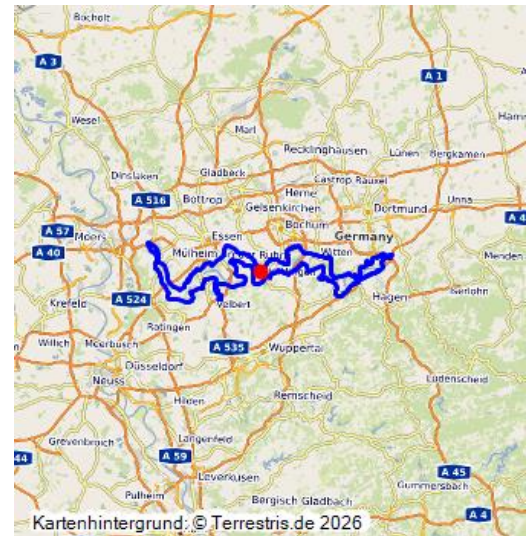 Bocholt
A 3
A 1
Wesel
Ham
Marl
Recklinghausen
Lünen
Bergkamen
Dinslaken
Gladbeck
Castrop Rauxel
A 516
Bottrop
Herne
Unna
A 57
Gelsenkirchen
Dortmund
Moers
Bochum
A 40
Essen
Germany
Mülheim
Witten
Menden
Krefeld
A 524
Hagen
Iserlohn
Velbert
Ratingen
Willich
Meerbusch
A 535
Düsseldorf
Wuppertal
Neuss
Lüdenscheid
Hilden
Remscheid
Grevenbroich
Langenfeld
44
A 59
A 45
Leverkusen
Gummersbach
Pulheim
Bergisch Gladbach
A 4
Kartenhintergrund: © Terrestris.de 2026